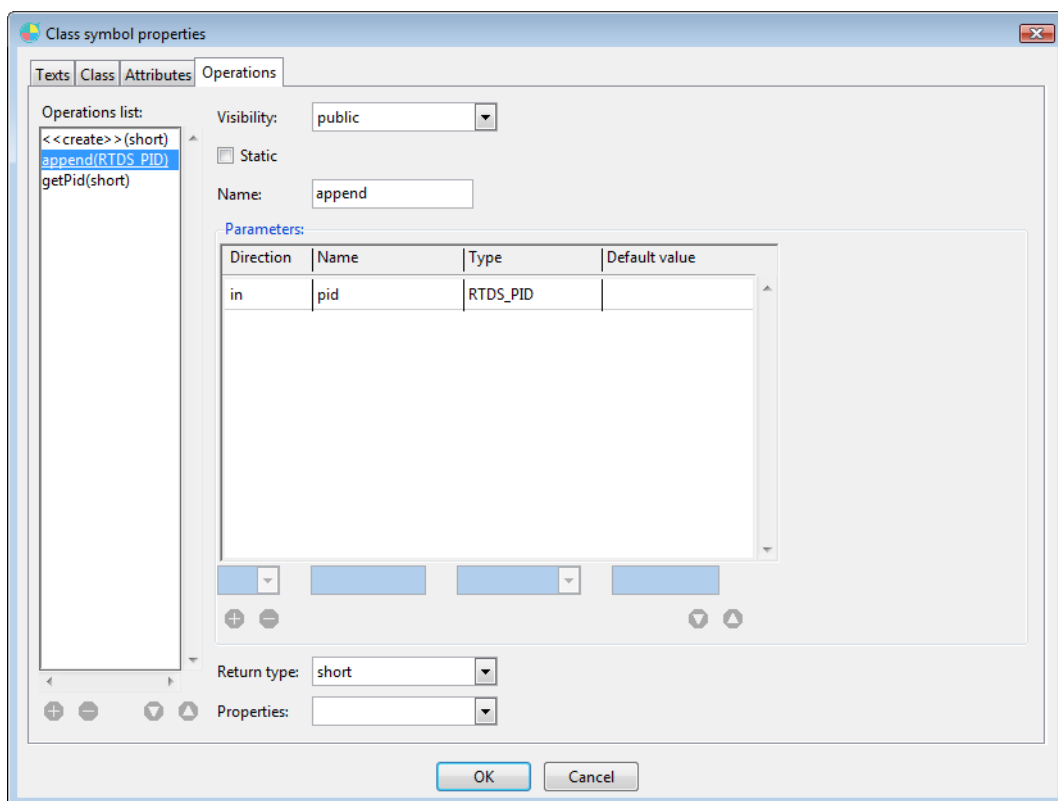 Class symbol properties
Texts Class Attributes Operations
Operations list:
<<create>>(short)
append(RTDS_PID)
getPid(short)
Visibility: public
Static
Name: append
Parameters:
Direction Name Type Default value
in pid RTDS_PID
Return type: short
Properties:
OK Cancel